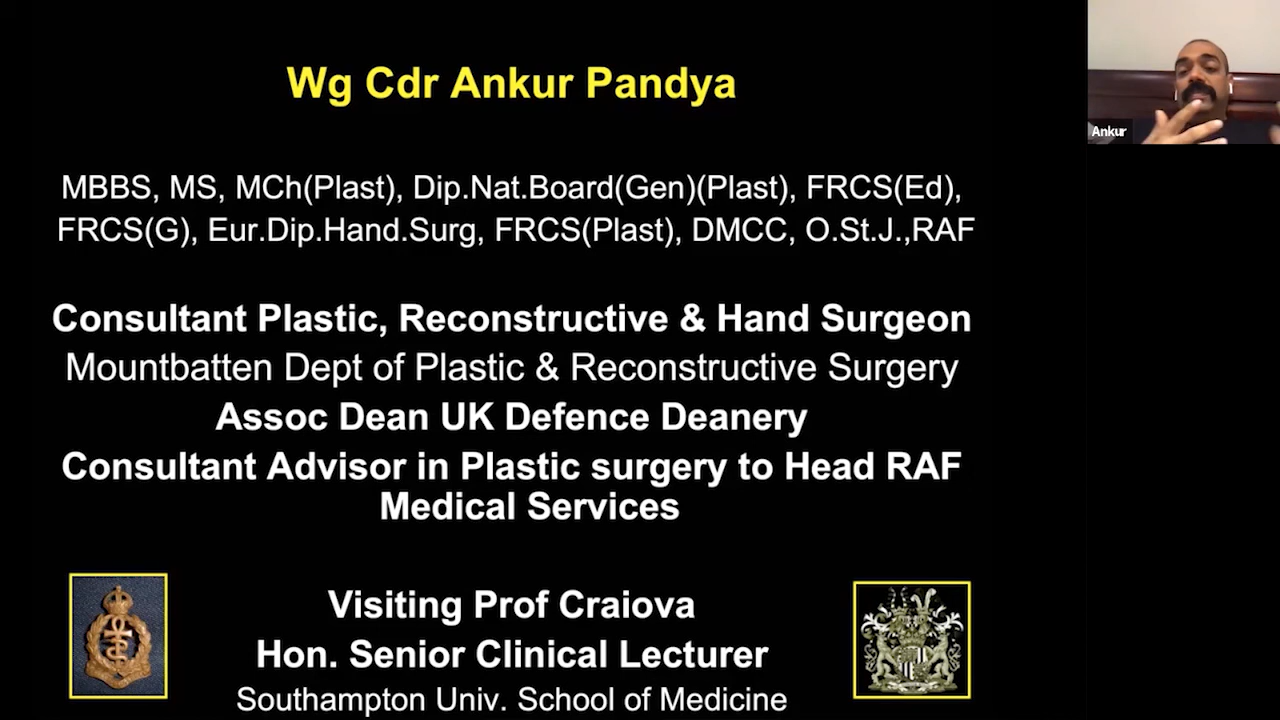 Wg Cdr Ankur Pandya
MBBS, MS, MCh(Plast), Dip.Nat.Board(Gen)(Plast), FRCS(Ed),
FRCS(G), Eur.Dip.Hand.Surg, FRCS(Plast), DMCC, O.St.J.,RAF
Consultant Plastic, Reconstructive & Hand Surgeon
Mountbatten Dept of Plastic & Reconstructive Surgery
Assoc Dean UK Defence Deanery
Consultant Advisor in Plastic surgery to Head RAF
Medical Services
Visiting Prof Craiova
Hon. Senior Clinical Lecturer
Southampton Univ. School of Medicine
Ankur